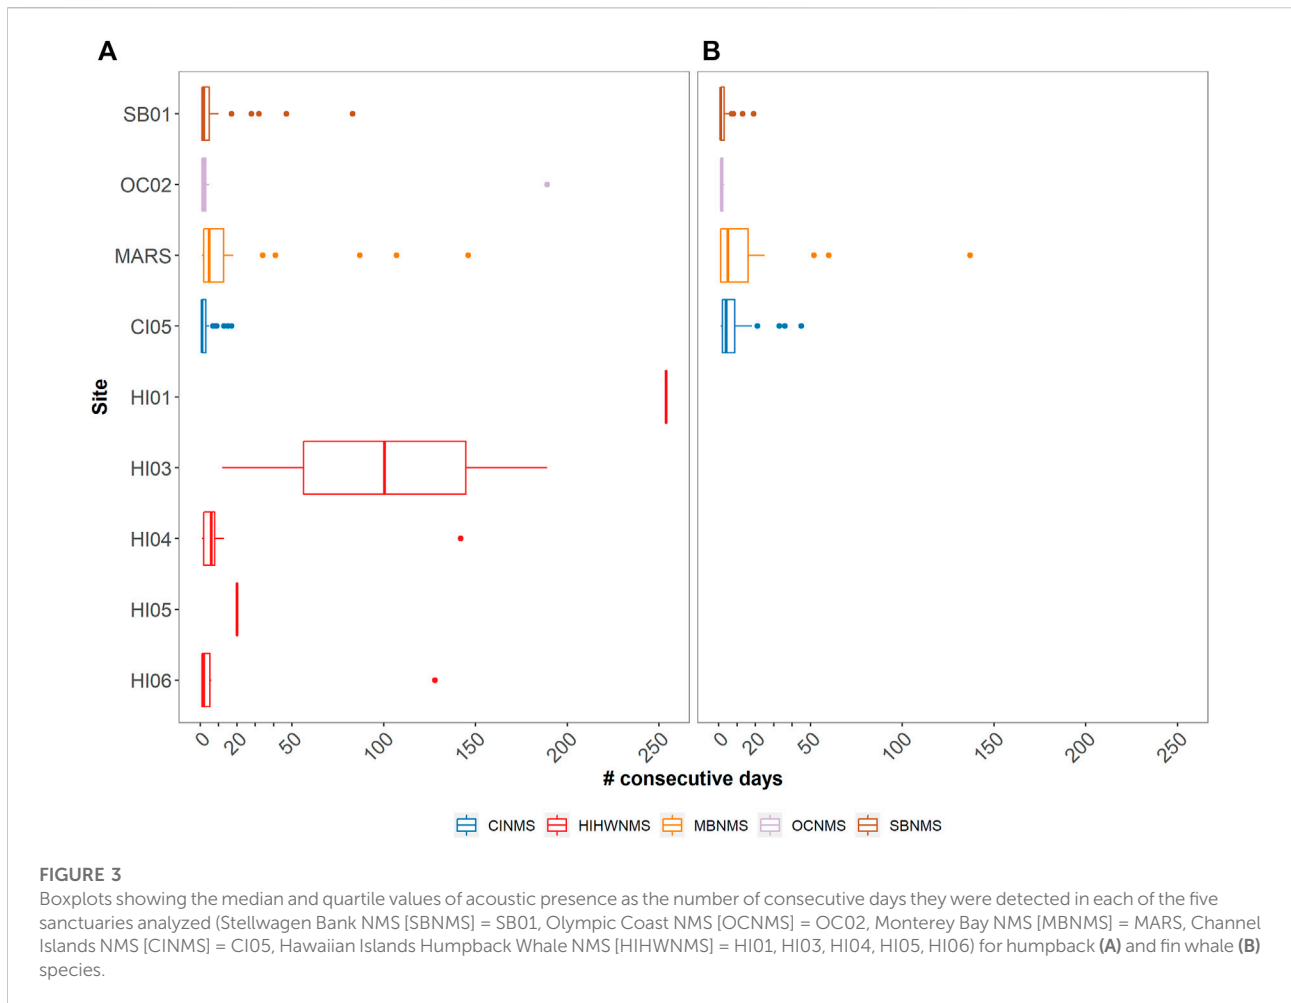 A
B
SB01
OC02
MARS
CI05
HI01
HI03
HI04
HI05
HI06
Site
0 20 50 100 150 200 250
0 20 50 100 150 200 250
# consecutive days
CINMS HIHWNMS MBNMS OCNMS SBNMS
FIGURE 3
Boxplots showing the median and quartile values of acoustic presence as the number of consecutive days they were detected in each of the five
sanctuaries analyzed (Stellwagen Bank NMS [SBNMS] = SB01, Olympic Coast NMS [OCNMS] = OC02, Monterey Bay NMS [MBNMS] = MARS, Channel
Islands NMS [CINMS] = CI05, Hawaiian Islands Humpback Whale NMS [HIHWNMS] = HI01, HI03, HI04, HI05, HI06) for humpback (A) and fin whale (B)
species.